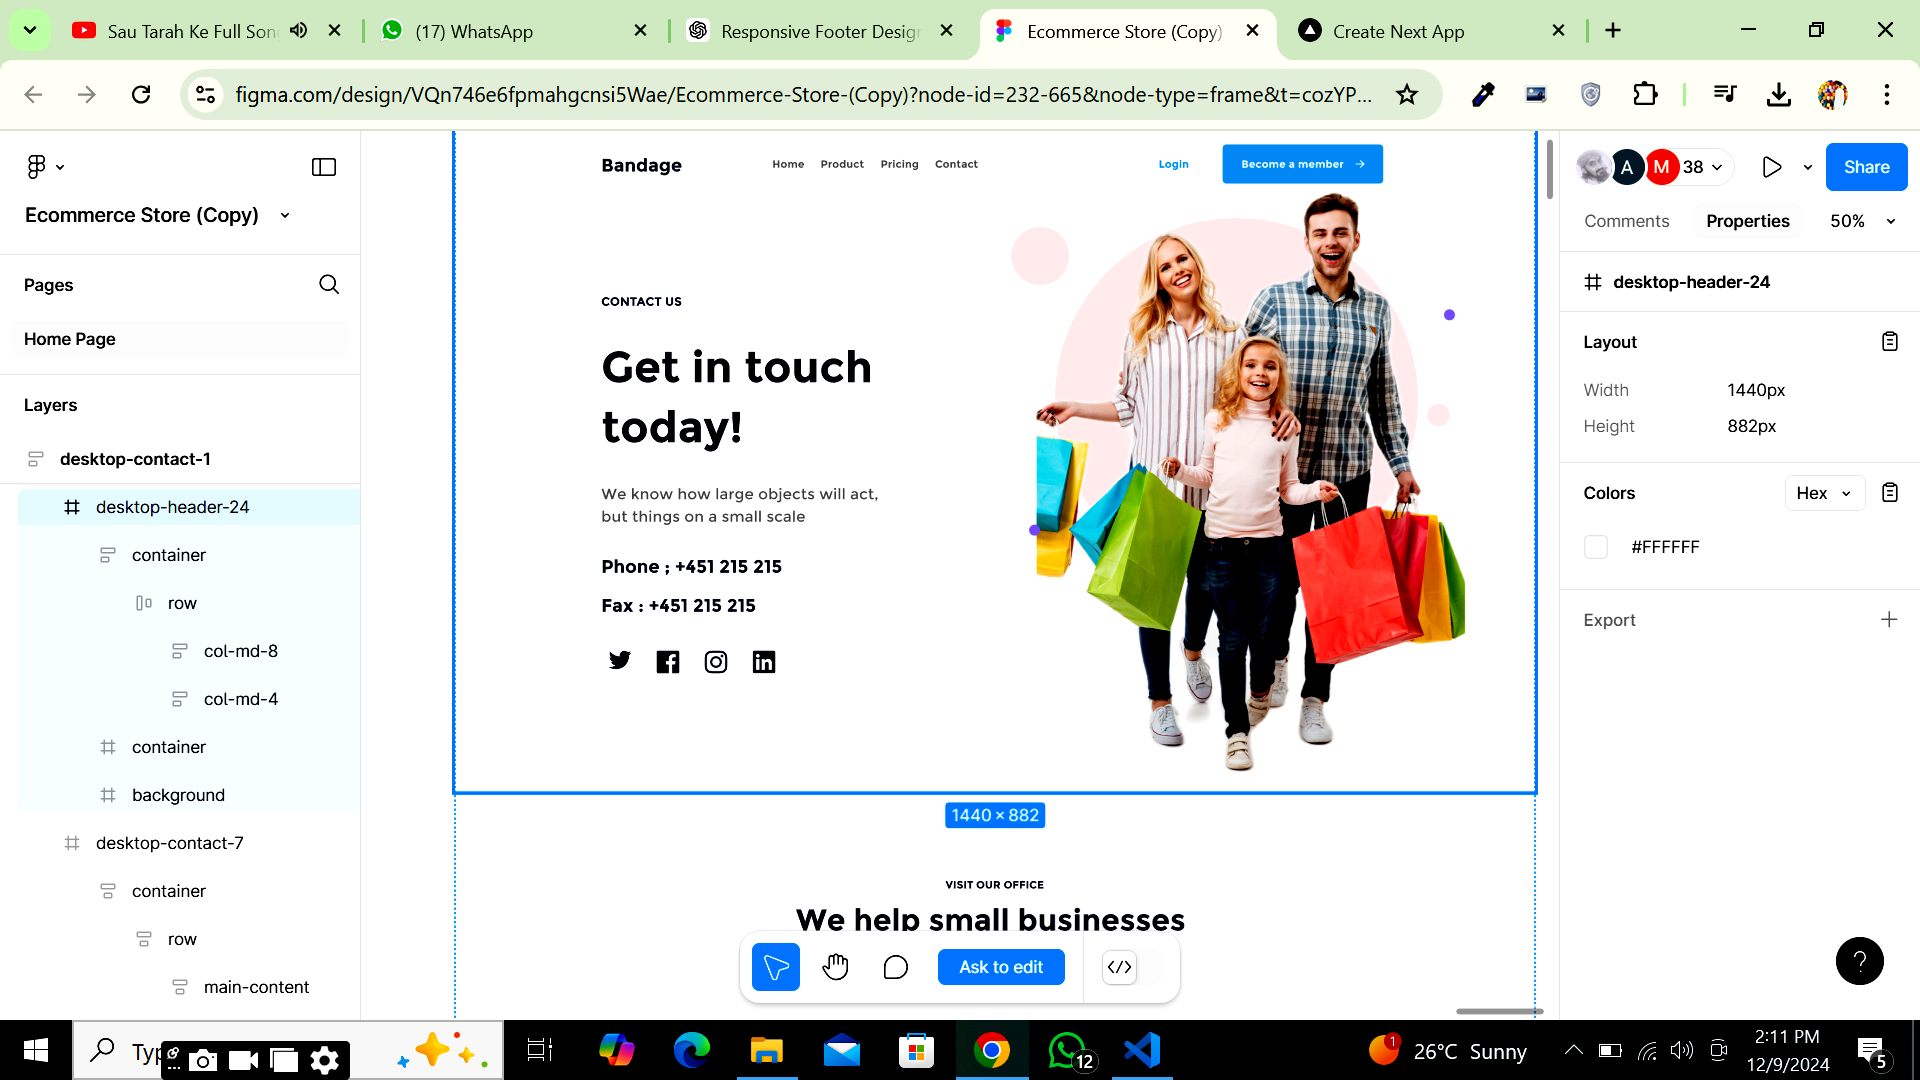 Sau Tarah Ke Full Son
(17) WhatsApp
Responsive Footer Design
Ecommerce Store (Copy)
Create Next App
figma.com/design/VQn746e6fpmahgcnsi5Wae/Ecommerce-Store-(Copy)?node-id=232-665&node-type=frame&t=cozYP...
Ecommerce Store (Copy)
Pages
Home Page
Layers
desktop-contact-1
desktop-header-24
container
row
col-md-8
col-md-4
container
background
desktop-contact-7
container
row
main-content
Bandage
Home Product Pricing Contact
Login
Become a member
CONTACT US
Get in touch
today!
We know how large objects will act,
but things on a small scale
Phone ; +451 215 215
Fax : +451 215 215
1440 × 882
VISIT OUR OFFICE
We help small businesses
Ask to edit
A
M
38
Share
Comments
Properties
50%
desktop-header-24
Layout
Width 1440px
Height 882px
Colors
Hex
#FFFFFF
Export
?
Typ
12
1
26°C Sunny
2:11 PM
12/9/2024
5